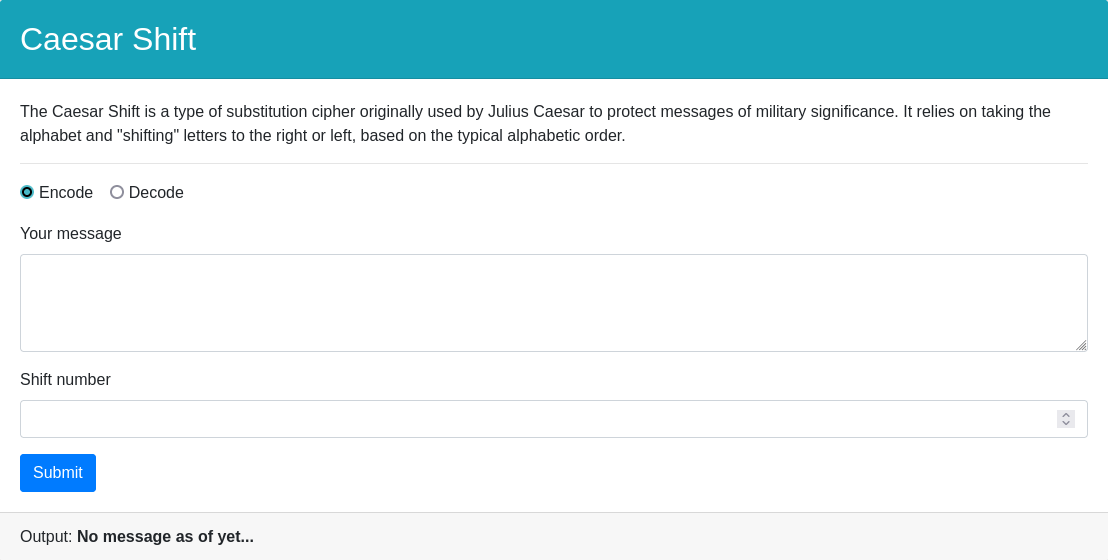 Caesar Shift
The Caesar Shift is a type of substitution cipher originally used by Julius Caesar to protect messages of military significance. It relies on taking the
alphabet and "shifting" letters to the right or left, based on the typical alphabetic order.
Encode Decode
Your message
Shift number
Submit
Output: No message as of yet...